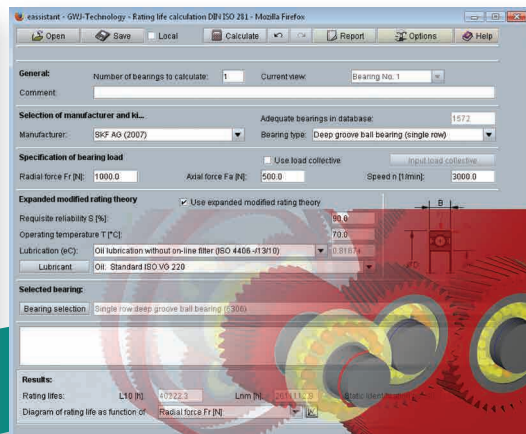 eassistant - GWJ-Technology - Rating life calculation DIN ISO 281 - Mozilla Firefox
Open Save Local Calculate Report Options Help
General: Number of bearings to calculate: 1 Current view: Bearing No. 1
Comment:
Selection of manufacturer and ki... Adequate bearings in database: 1572
Manufacturer: SKF AG (2007) Bearing type: Deep groove ball bearing (single row)
Specification of bearing load Use load collective Input load collective
Radial force Fr [N]: 1000.0 Axial force Fa [N]: 500.0 Speed n [1/min]: 3000.0
Expanded modified rating theory Use expanded modified rating theory B
Requisite reliability S [%]: 90.0
Operating temperature T [°C]: 70.0
Lubrication (eC): Oil lubrication without on-line filter (ISO 4406 -/13/10)
Lubricant Oil: Standard ISO VG 220
Selected bearing:
Bearing selection Single row deep groove ball bearing
Results:
Rating lifes: L10 [h]: 40222.3 Lnm [h]:
Diagram of rating life as function of Radial force Fr [N]